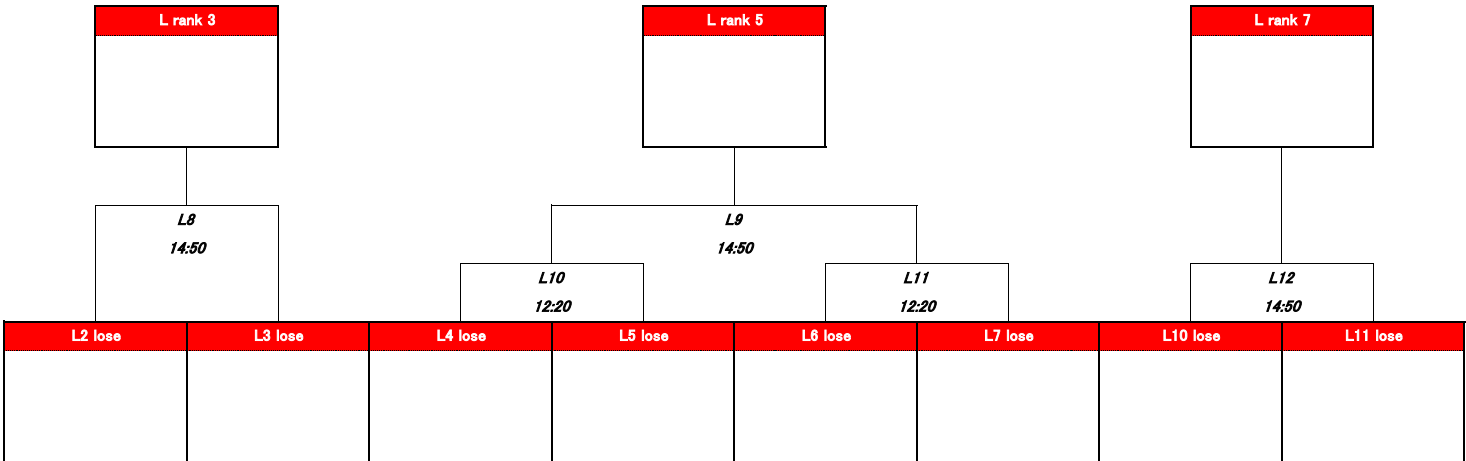 L rank 3
L rank 5
L rank 7
L8
L9
14:50
14:50
L10
L11
L12
12:20
12:20
14:50
L2 lose
L3 lose
L4 lose
L5 lose
L6 lose
L7 lose
L10 lose
L11 lose